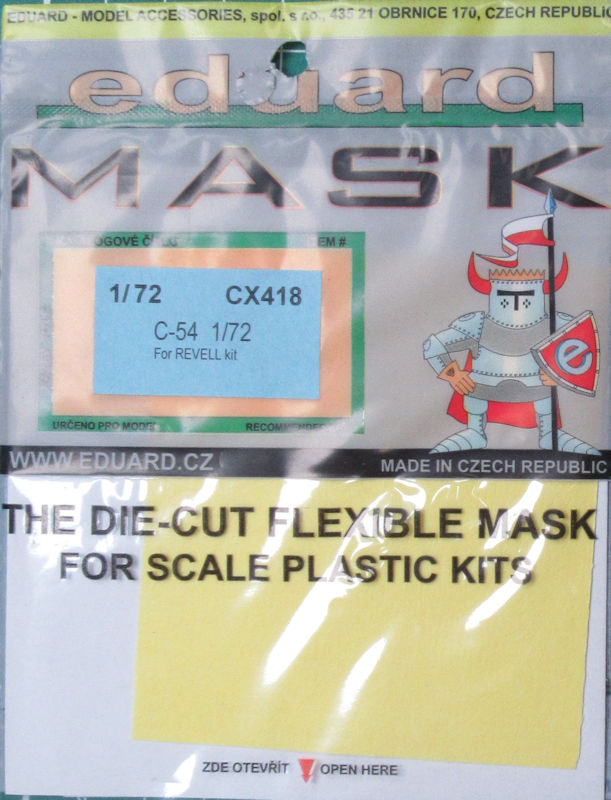 EDUARD - MODEL ACCESSORIES, spol. s r.o., 435 21 OBRNICE 170, CZECH REPUBLIC
eduard
MASK
ITEM #
1/72 CX418
C-54 1/72
For REVELL kit
URČENO PRO MODEL RECOMMENDED
e
WWW.EDUARD.CZ MADE IN CZECH REPUBLIC
THE DIE-CUT FLEXIBLE MASK
FOR SCALE PLASTIC KITS
ZDE OTEVŘÍT OPEN HERE